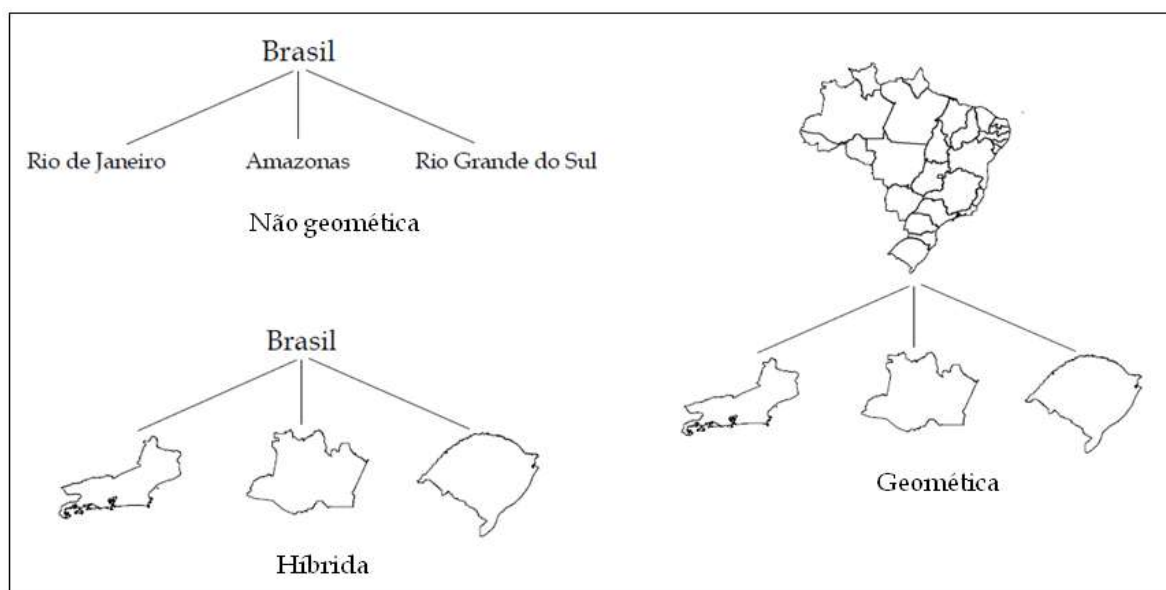 Brasil
Rio de Janeiro Amazonas Rio Grande do Sul
Não geomética
Brasil
Híbrida
Geomética